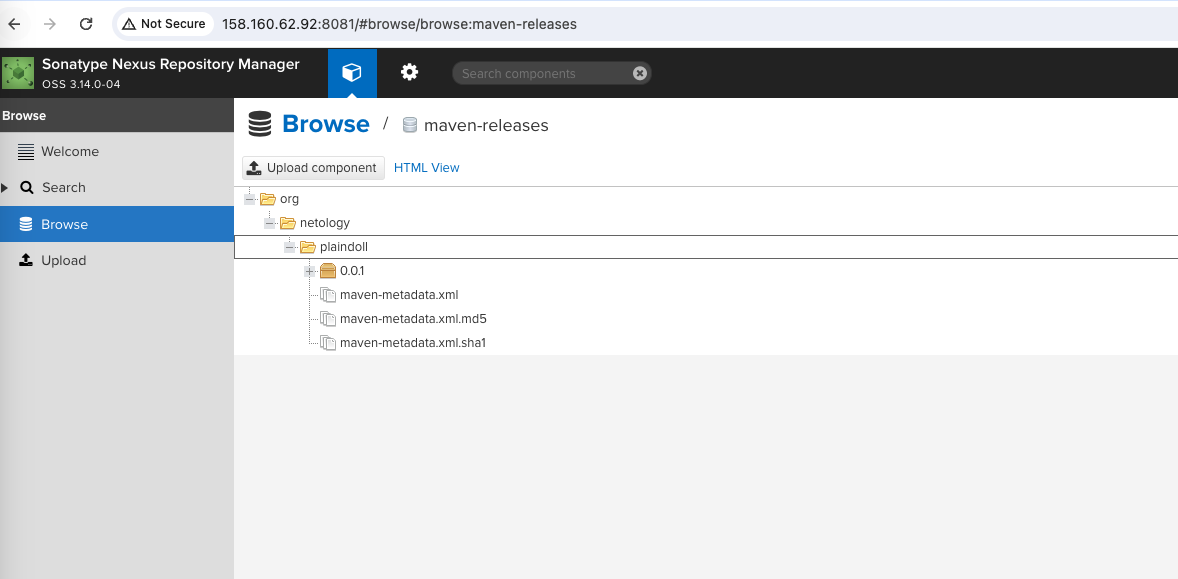 Not Secure 158.160.62.92:8081/#browse/browse:maven-releases
Sonatype Nexus Repository Manager
OSS 3.14.0-04
Search components
Browse
Welcome
Search
Browse
Upload
Browse / maven-releases
Upload component HTML View
org
netology
plaindoll
0.0.1
maven-metadata.xml
maven-metadata.xml.md5
maven-metadata.xml.sha1